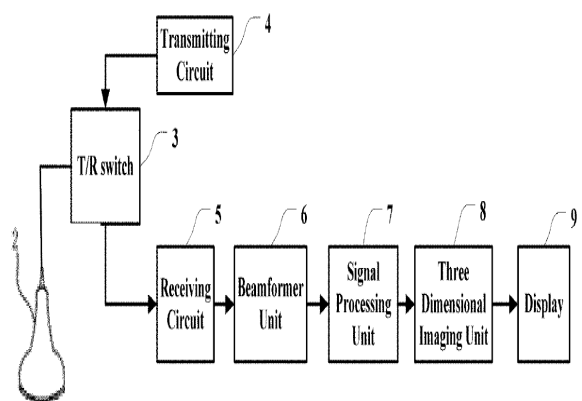 4
Transmitting
Circuit
3
T/R switch
2
5
6
7
8
9
Receiving
Circuit
Beamformer
Unit
Signal
Processing
Unit
Three
Dimensional
Imaging Unit
Display